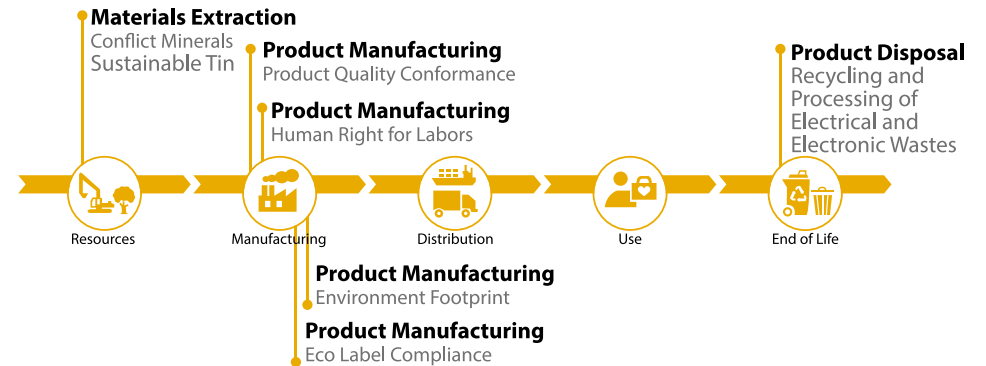 Materials Extraction
Conflict Minerals
Sustainable Tin
Product Manufacturing
Product Quality Conformance
Product Manufacturing
Human Right for Labors
Product Disposal
Recycling and
Processing of
Electrical and
Electronic Wastes
Resources
Manufacturing
Distribution
Use
End of Life
Product Manufacturing
Environment Footprint
Product Manufacturing
Eco Label Compliance